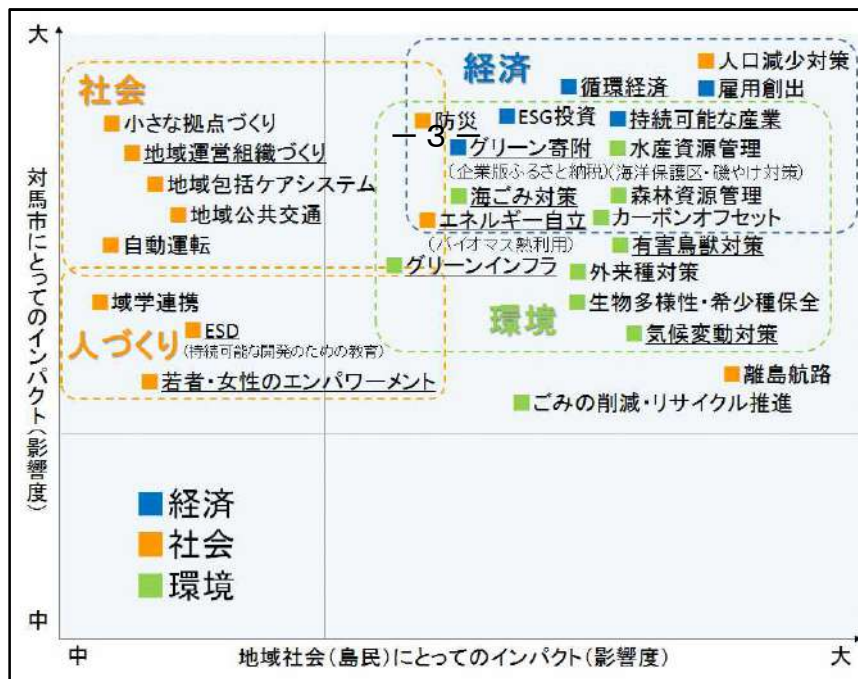 大
経済
人口減少対策
社会
循環経済
雇用創出
小さな拠点づくり
防災
ESG投資
持続可能な産業
― 3 ―
地域運営組織づくり
グリーン寄附
水産資源管理
(企業版ふるさと納税)
(海洋保護区・磯やけ対策)
地域包括ケアシステム
海ごみ対策
森林資源管理
地域公共交通
エネルギー自立
カーボンオフセット
(バイオマス熱利用)
自動運転
有害鳥獣対策
グリーンインフラ
外来種対策
域学連携
環境
生物多様性・希少種保全
人づくり
ESD
(持続可能な開発のための教育)
気候変動対策
若者・女性のエンパワーメント
離島航路
ごみの削減・リサイクル推進
対馬市にとってのインパクト(影響度)
経済
社会
環境
中
中
地域社会(島民)にとってのインパクト(影響度)
大